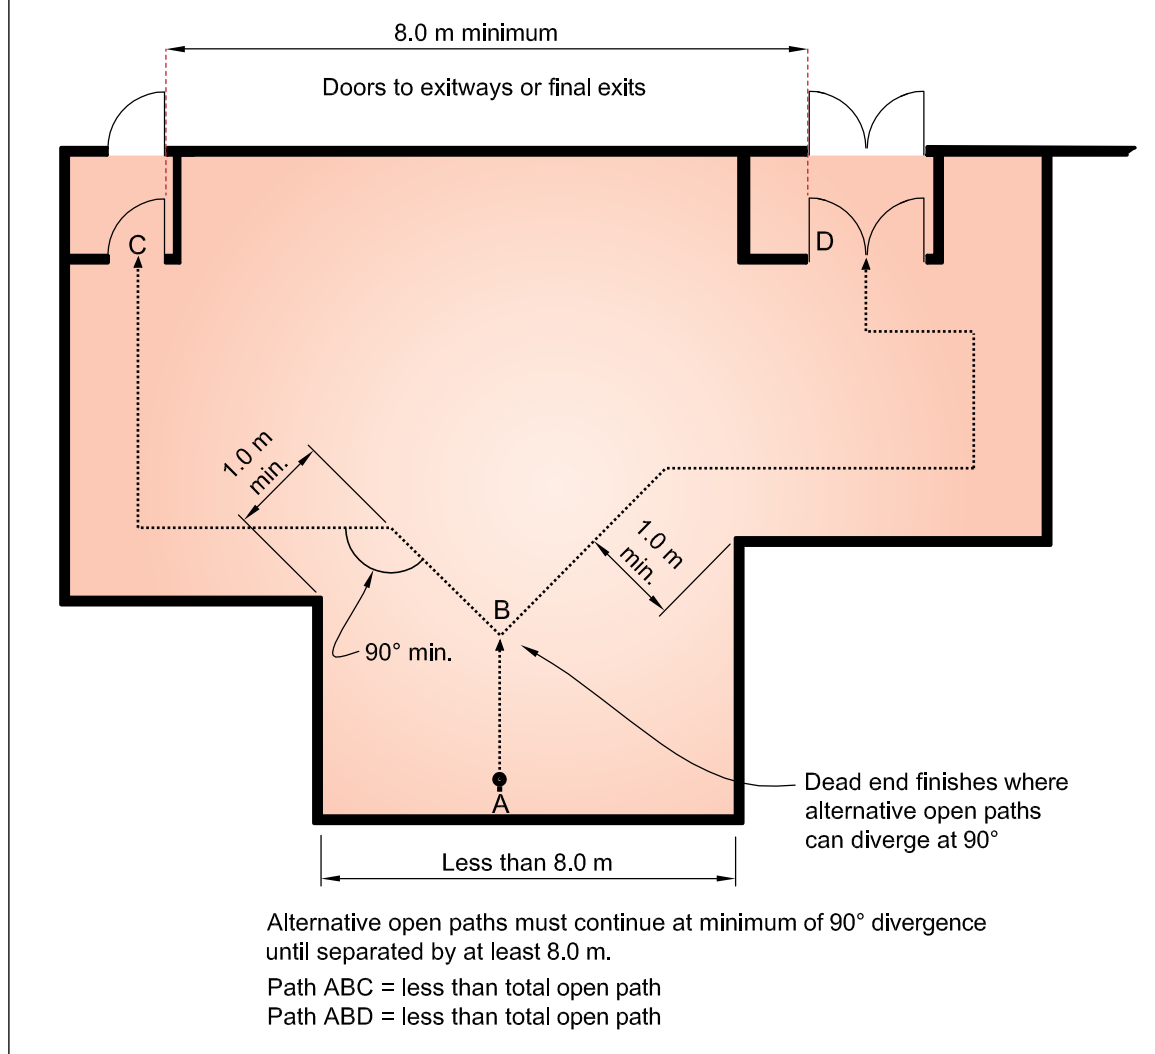 8.0 m minimum
Doors to exitways or final exits
C
D
1.0 m
min.
1.0 m
min.
B
90° min.
A
Dead end finishes where
alternative open paths
can diverge at 90°
Less than 8.0 m
Alternative open paths must continue at minimum of 90° divergence
until separated by at least 8.0 m.
Path ABC = less than total open path
Path ABD = less than total open path